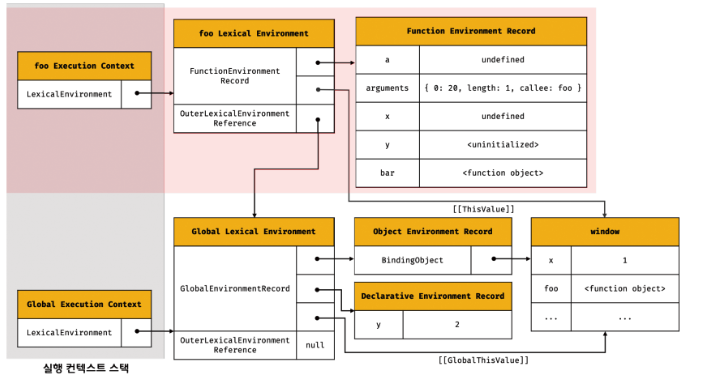 foo Execution Context
LexicalEnvironment
foo Lexical Environment
FunctionEnvironment
Record
OuterLexicalEnvironment
Reference
Function Environment Record
a undefined
arguments { 0: 20, length: 1, callee: foo }
x undefined
y <uninitialized>
bar <function object>
[[ThisValue]]
Global Execution Context
LexicalEnvironment
Global Lexical Environment
GlobalEnvironmentRecord
OuterLexicalEnvironment
Reference
null
Object Environment Record
BindingObject
Declarative Environment Record
y 2
window
x 1
foo <function object>
... ...
[[GlobalThisValue]]
실행 컨텍스트 스택